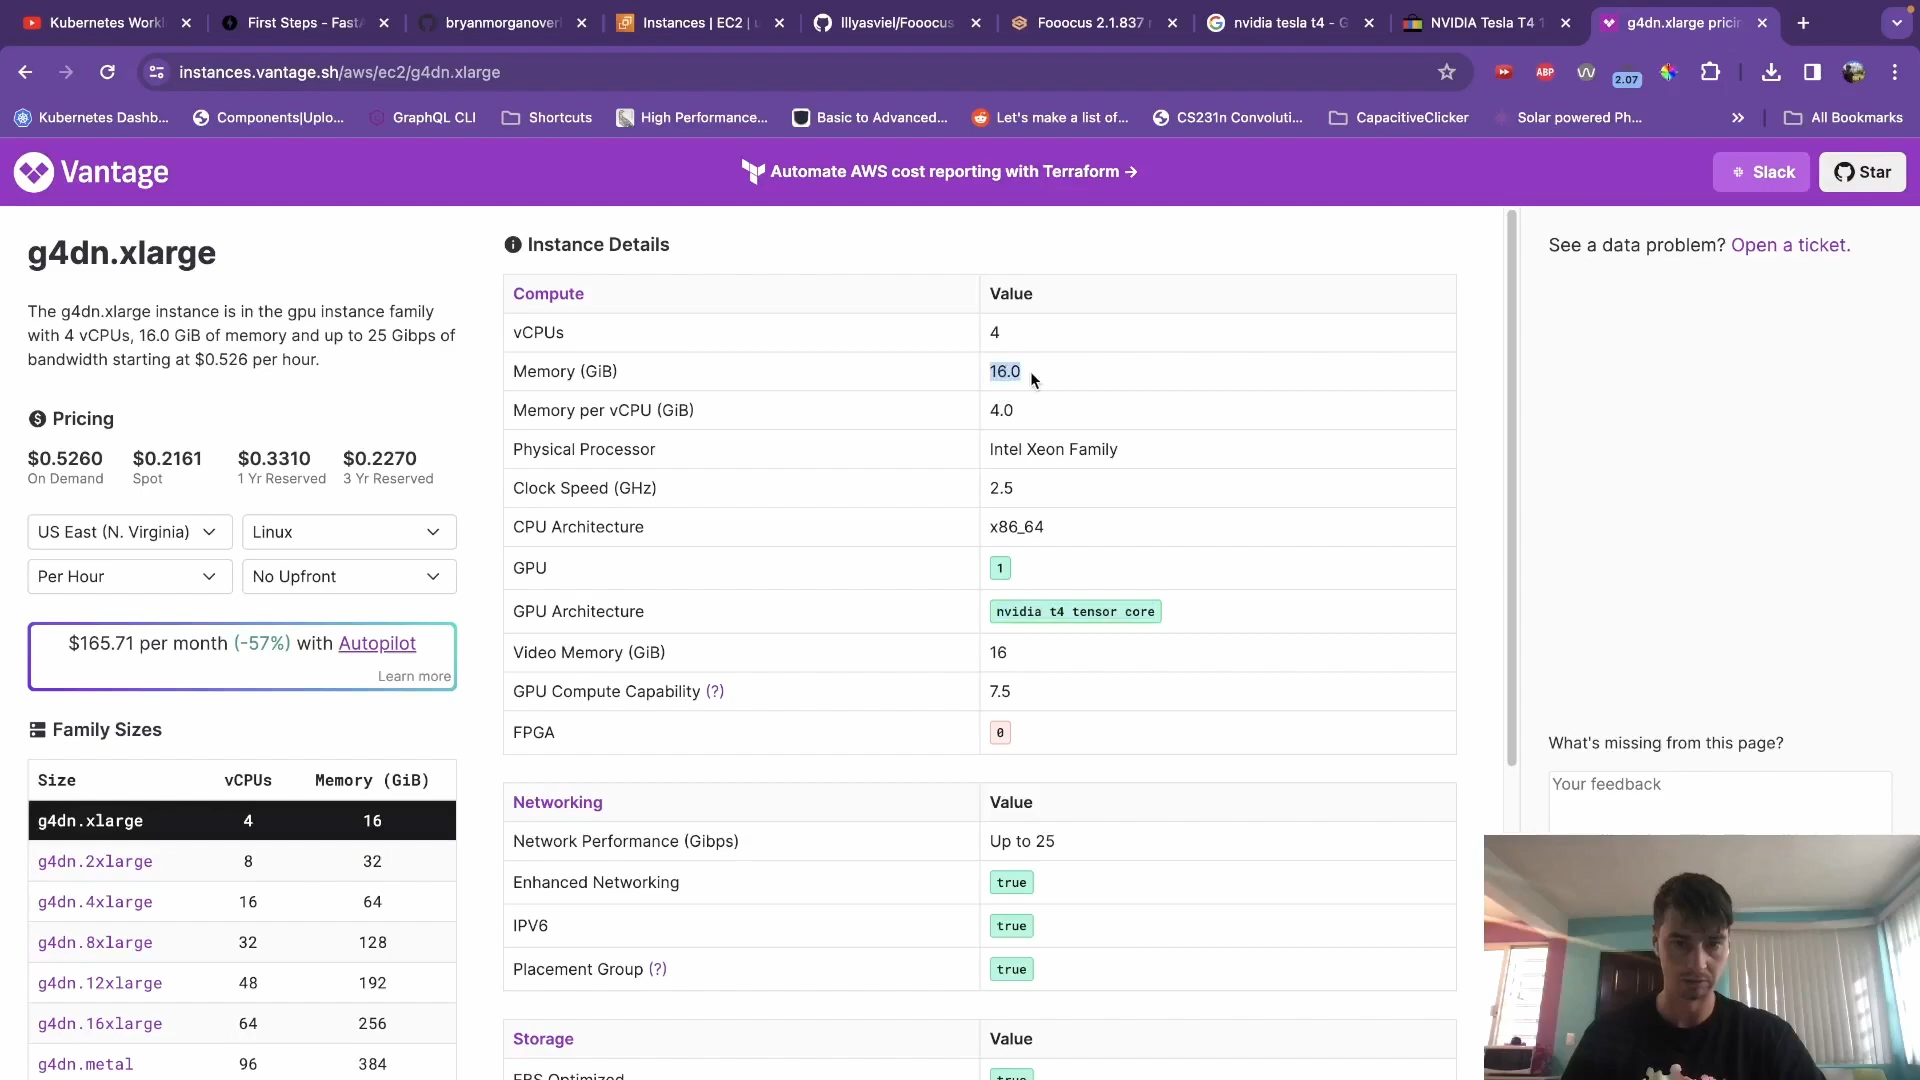 Kubernetes Work
First Steps - Fast
bryanmorganover
Instances | EC2 | u
lllyasviel/Fooocus
Fooocus 2.1.837 r
nvidia tesla t4 - G
NVIDIA Tesla T4 1
g4dn.xlarge pricin
instances.vantage.sh/aws/ec2/g4dn.xlarge
ABP
2.07
Kubernetes Dashb...
Components|Uplo...
GraphQL CLI
Shortcuts
High Performance...
Basic to Advanced...
Let's make a list of...
CS231n Convoluti...
CapacitiveClicker
Solar powered Ph...
»
All Bookmarks
Vantage
Automate AWS cost reporting with Terraform →
Slack
Star
g4dn.xlarge
The g4dn.xlarge instance is in the gpu instance family
with 4 vCPUs, 16.0 GiB of memory and up to 25 Gibps of
bandwidth starting at $0.526 per hour.
Pricing
$0.5260 $0.2161 $0.3310 $0.2270
On Demand Spot 1 Yr Reserved 3 Yr Reserved
US East (N. Virginia) Linux
Per Hour No Upfront
$165.71 per month (-57%) with Autopilot
Learn more
Family Sizes
Size vCPUs Memory (GiB)
g4dn.xlarge 4 16
g4dn.2xlarge 8 32
g4dn.4xlarge 16 64
g4dn.8xlarge 32 128
g4dn.12xlarge 48 192
g4dn.16xlarge 64 256
g4dn.metal 96 384
Instance Details
Compute Value
vCPUs 4
Memory (GiB) 16.0
Memory per vCPU (GiB) 4.0
Physical Processor Intel Xeon Family
Clock Speed (GHz) 2.5
CPU Architecture x86_64
GPU 1
GPU Architecture nvidia t4 tensor core
Video Memory (GiB) 16
GPU Compute Capability (?) 7.5
FPGA 0
Networking Value
Network Performance (Gibps) Up to 25
Enhanced Networking true
IPV6 true
Placement Group (?) true
Storage Value
EBS Optimized true
See a data problem? Open a ticket.
What's missing from this page?
Your feedback